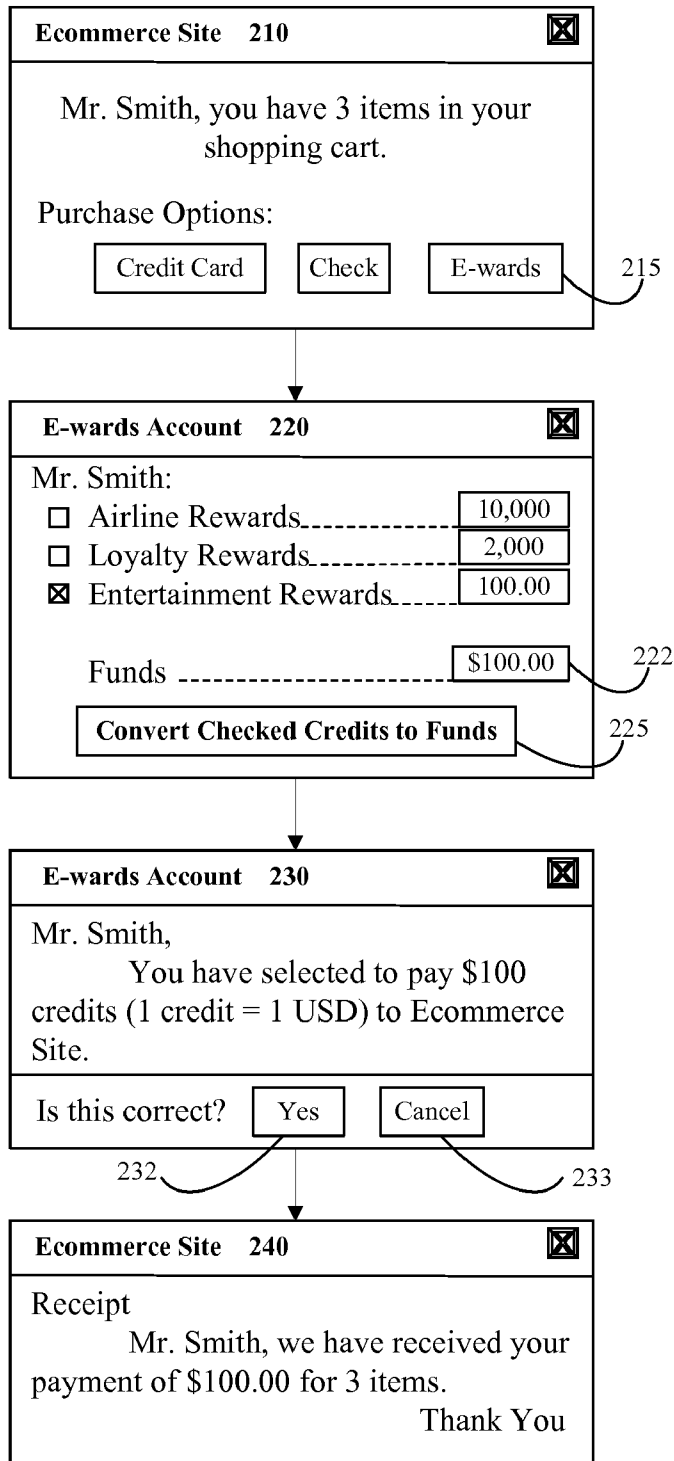 Ecommerce Site 210
Mr. Smith, you have 3 items in your
shopping cart.
Purchase Options:
Credit Card Check E-wards 215
E-wards Account 220
Mr. Smith:
Airline Rewards 10,000
Loyalty Rewards 2,000
Entertainment Rewards 100.00
Funds $100.00 222
Convert Checked Credits to Funds 225
E-wards Account 230
Mr. Smith,
You have selected to pay $100
credits (1 credit = 1 USD) to Ecommerce
Site.
Is this correct? Yes Cancel
232 233
Ecommerce Site 240
Receipt
Mr. Smith, we have received your
payment of $100.00 for 3 items.
Thank You